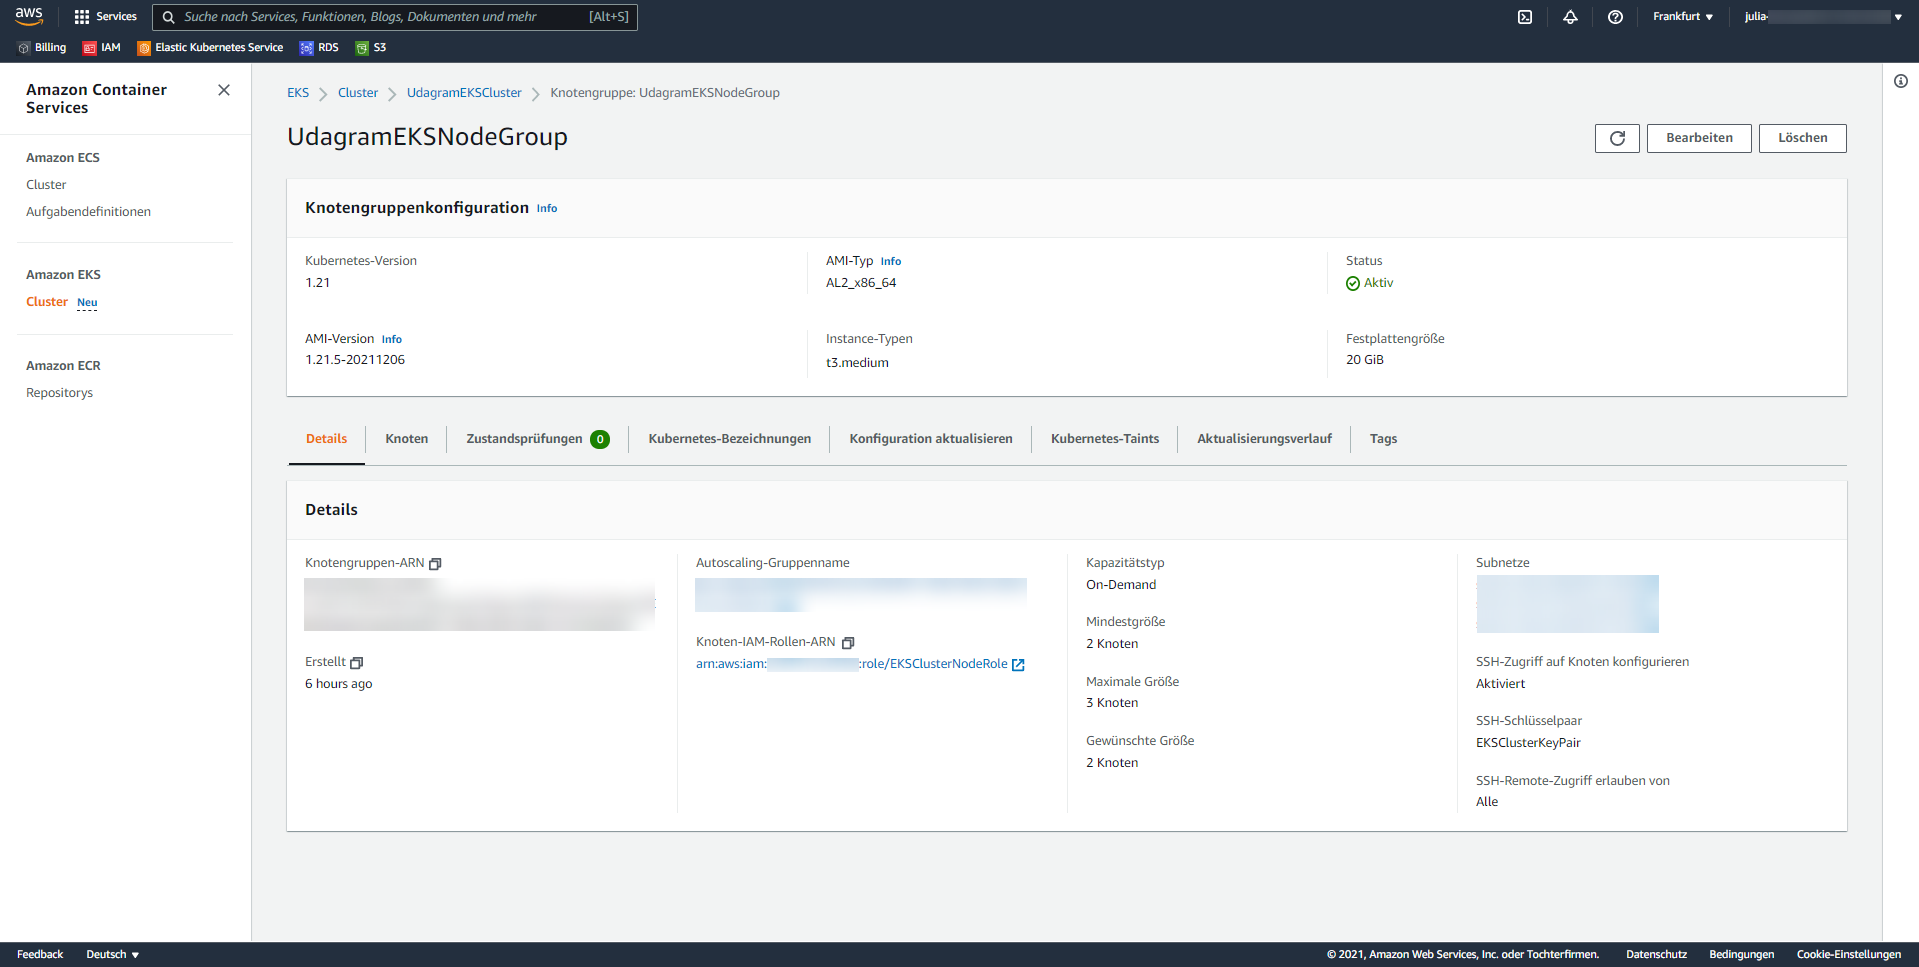 aws
Services
Suche nach Services, Funktionen, Blogs, Dokumenten und mehr [Alt+S]
Frankfurt ▼
julia- ▼
Billing
IAM
Elastic Kubernetes Service
RDS
S3
Amazon Container Services
Amazon ECS
Cluster
Aufgabendefinitionen
Amazon EKS
Cluster Neu
Amazon ECR
Repositorys
EKS
Cluster
UdagramEKSCluster
Knotengruppe: UdagramEKSNodeGroup
UdagramEKSNodeGroup
Bearbeiten
Löschen
Knotengruppenkonfiguration Info
Kubernetes-Version
1.21
AMI-Typ Info
AL2_x86_64
Status
Aktiv
AMI-Version Info
1.21.5-20211206
Instance-Typen
t3.medium
Festplattengröße
20 GiB
Details
Knoten
Zustandsprüfungen 0
Kubernetes-Bezeichnungen
Konfiguration aktualisieren
Kubernetes-Taints
Aktualisierungsverlauf
Tags
Details
Knotengruppen-ARN
Erstellt
6 hours ago
Autoscaling-Gruppenname
Knoten-IAM-Rollen-ARN
arn:aws:iam: :role/EKSClusterNodeRole
Kapazitätstyp
On-Demand
Mindestgröße
2 Knoten
Maximale Größe
3 Knoten
Gewünschte Größe
2 Knoten
Subnetze
SSH-Zugriff auf Knoten konfigurieren
Aktiviert
SSH-Schlüsselpaar
EKSClusterKeyPair
SSH-Remote-Zugriff erlauben von
Alle
Feedback
Deutsch ▼
© 2021, Amazon Web Services, Inc. oder Tochterfirmen.
Datenschutz
Bedingungen
Cookie-Einstellungen